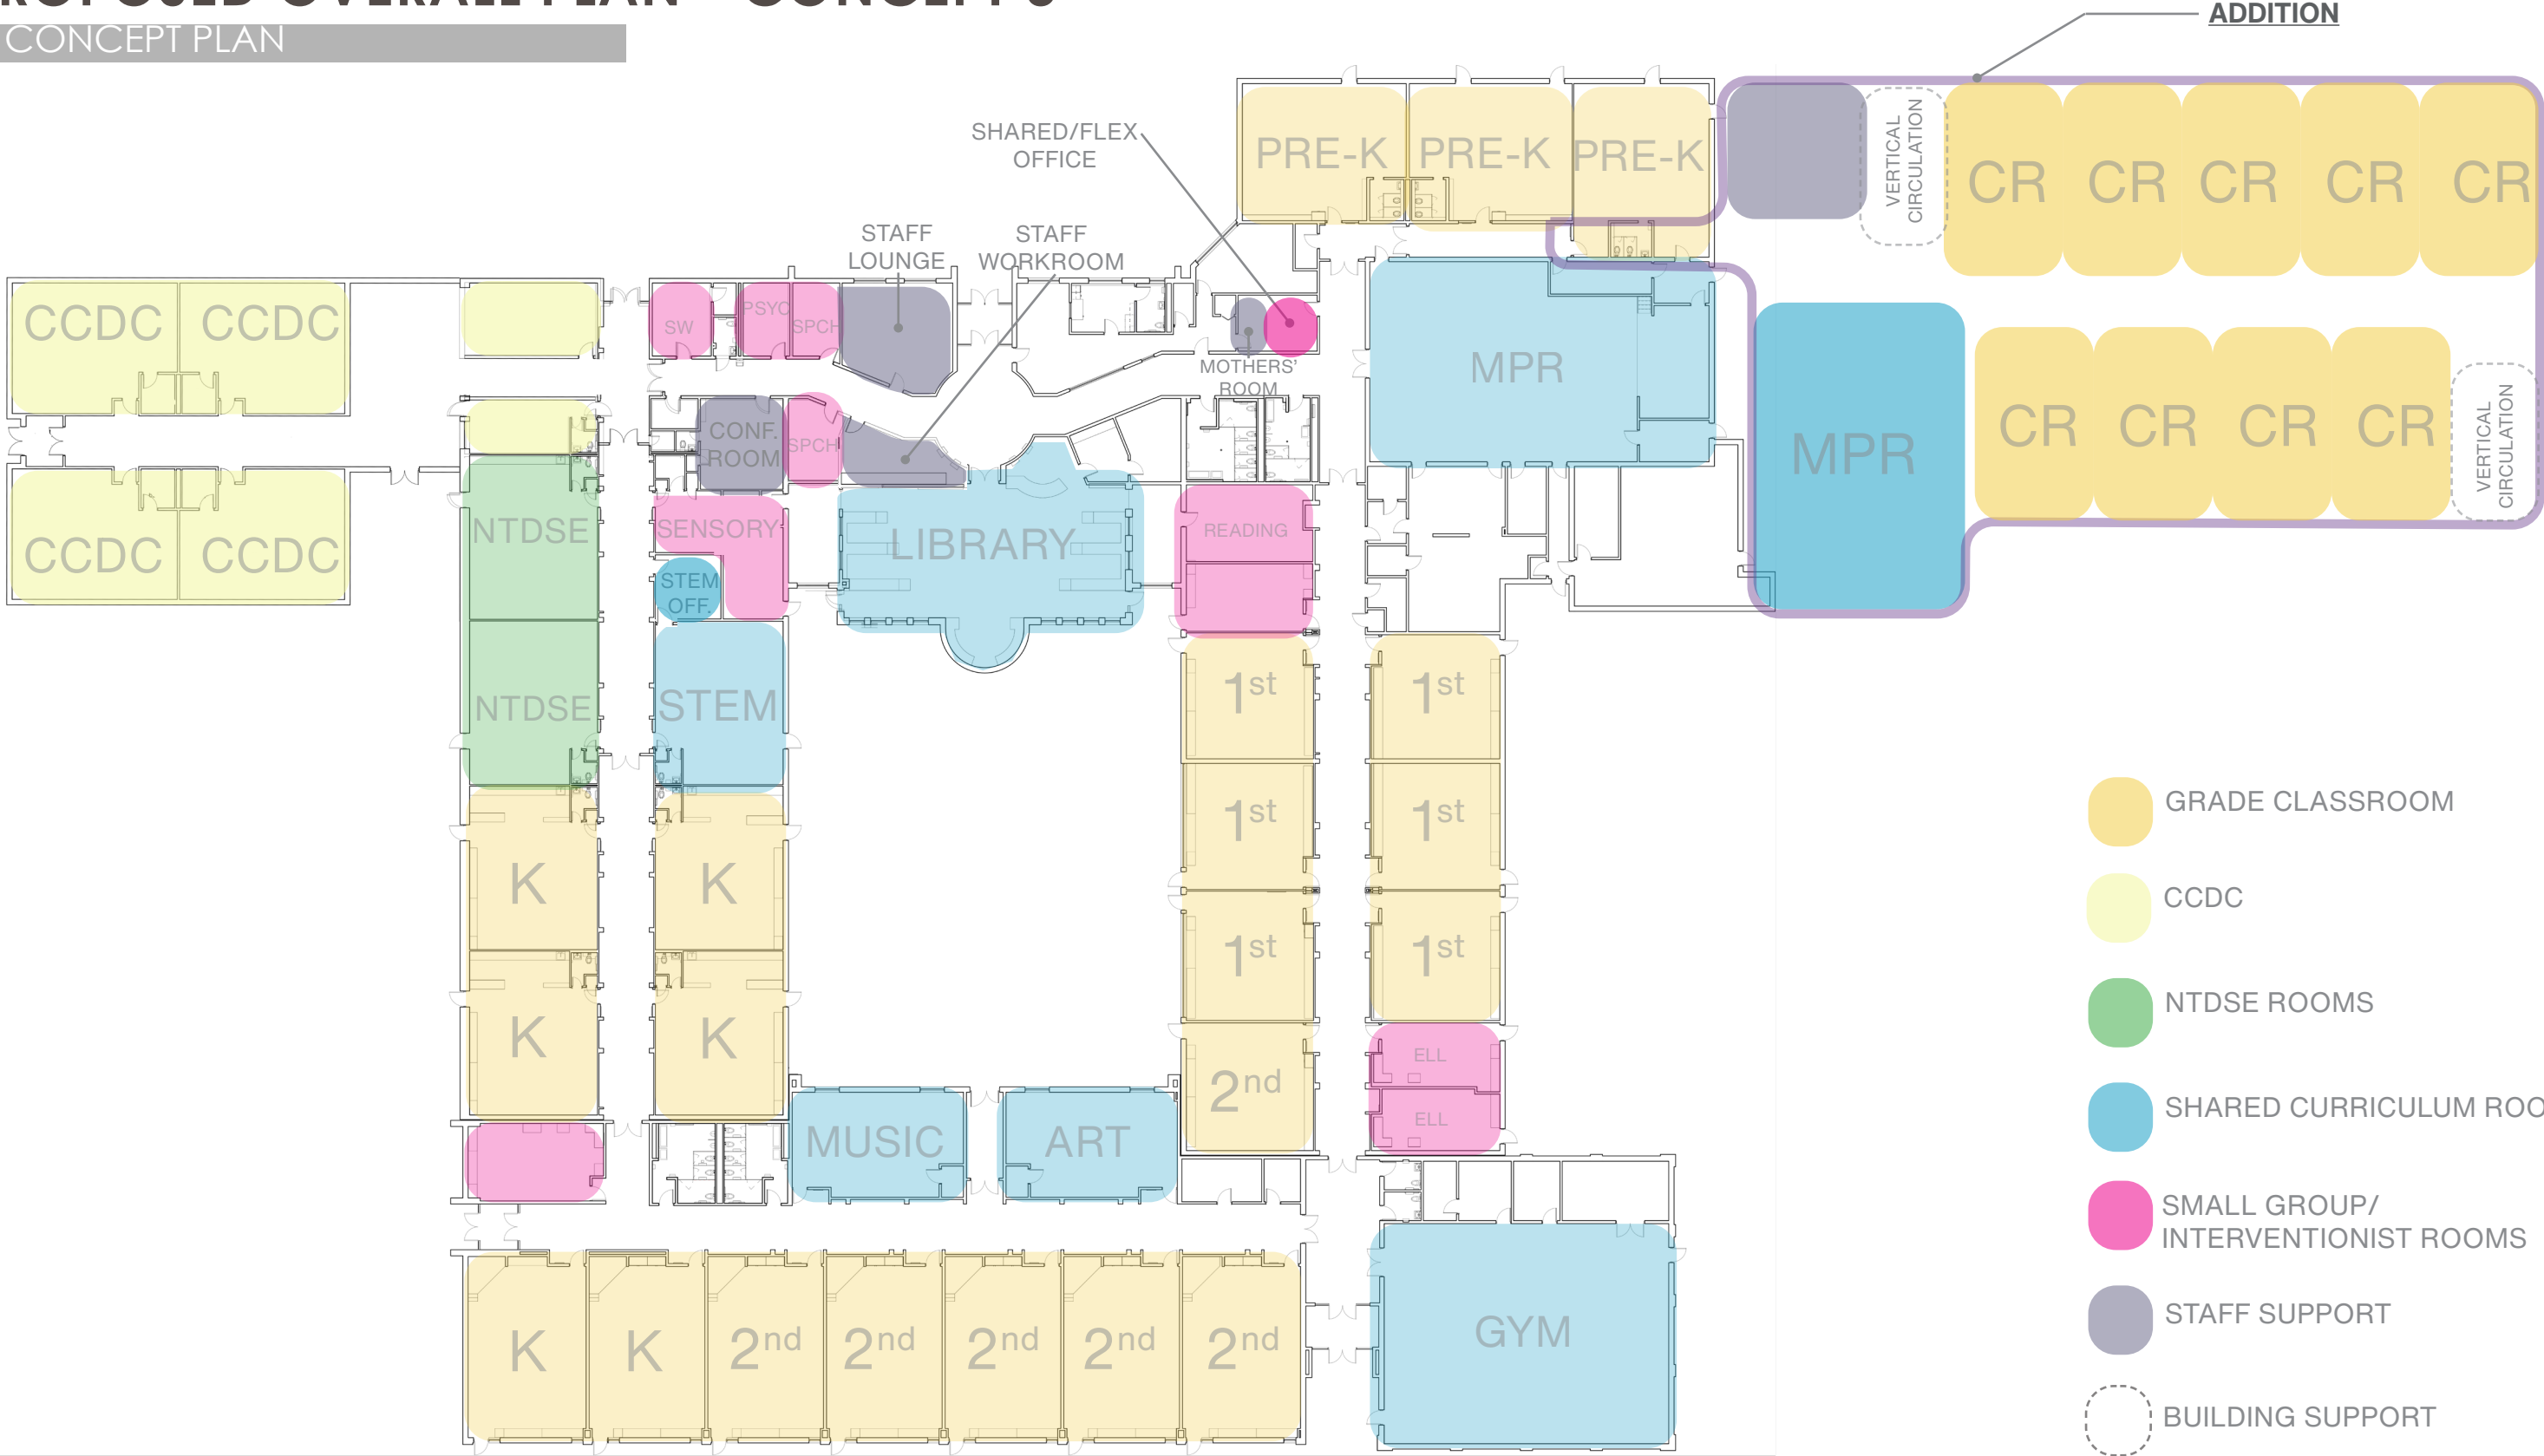 CONCEPT PLAN
ADDITION
SHARED/FLEX
OFFICE
STAFF
LOUNGE
STAFF
WORKROOM
PRE-K
PRE-K
PRE-K
VERTICAL
CIRCULATION
CR
CR
CR
CR
CR
CCDC
CCDC
SW
PSYC
SPCH
MOTHERS'
ROOM
MPR
MPR
CR
CR
CR
CR
VERTICAL
CIRCULATION
CONF.
ROOM
SPCH
CCDC
CCDC
NTDSE
SENSORY
LIBRARY
READING
STEM
OFF.
NTDSE
STEM
1st
1st
1st
1st
1st
1st
K
K
K
K
2nd
ELL
ELL
MUSIC
ART
K
K
2nd
2nd
2nd
2nd
2nd
GYM
GRADE CLASSROOM
CCDC
NTDSE ROOMS
SHARED CURRICULUM ROO
SMALL GROUP/
INTERVENTIONIST ROOMS
STAFF SUPPORT
BUILDING SUPPORT